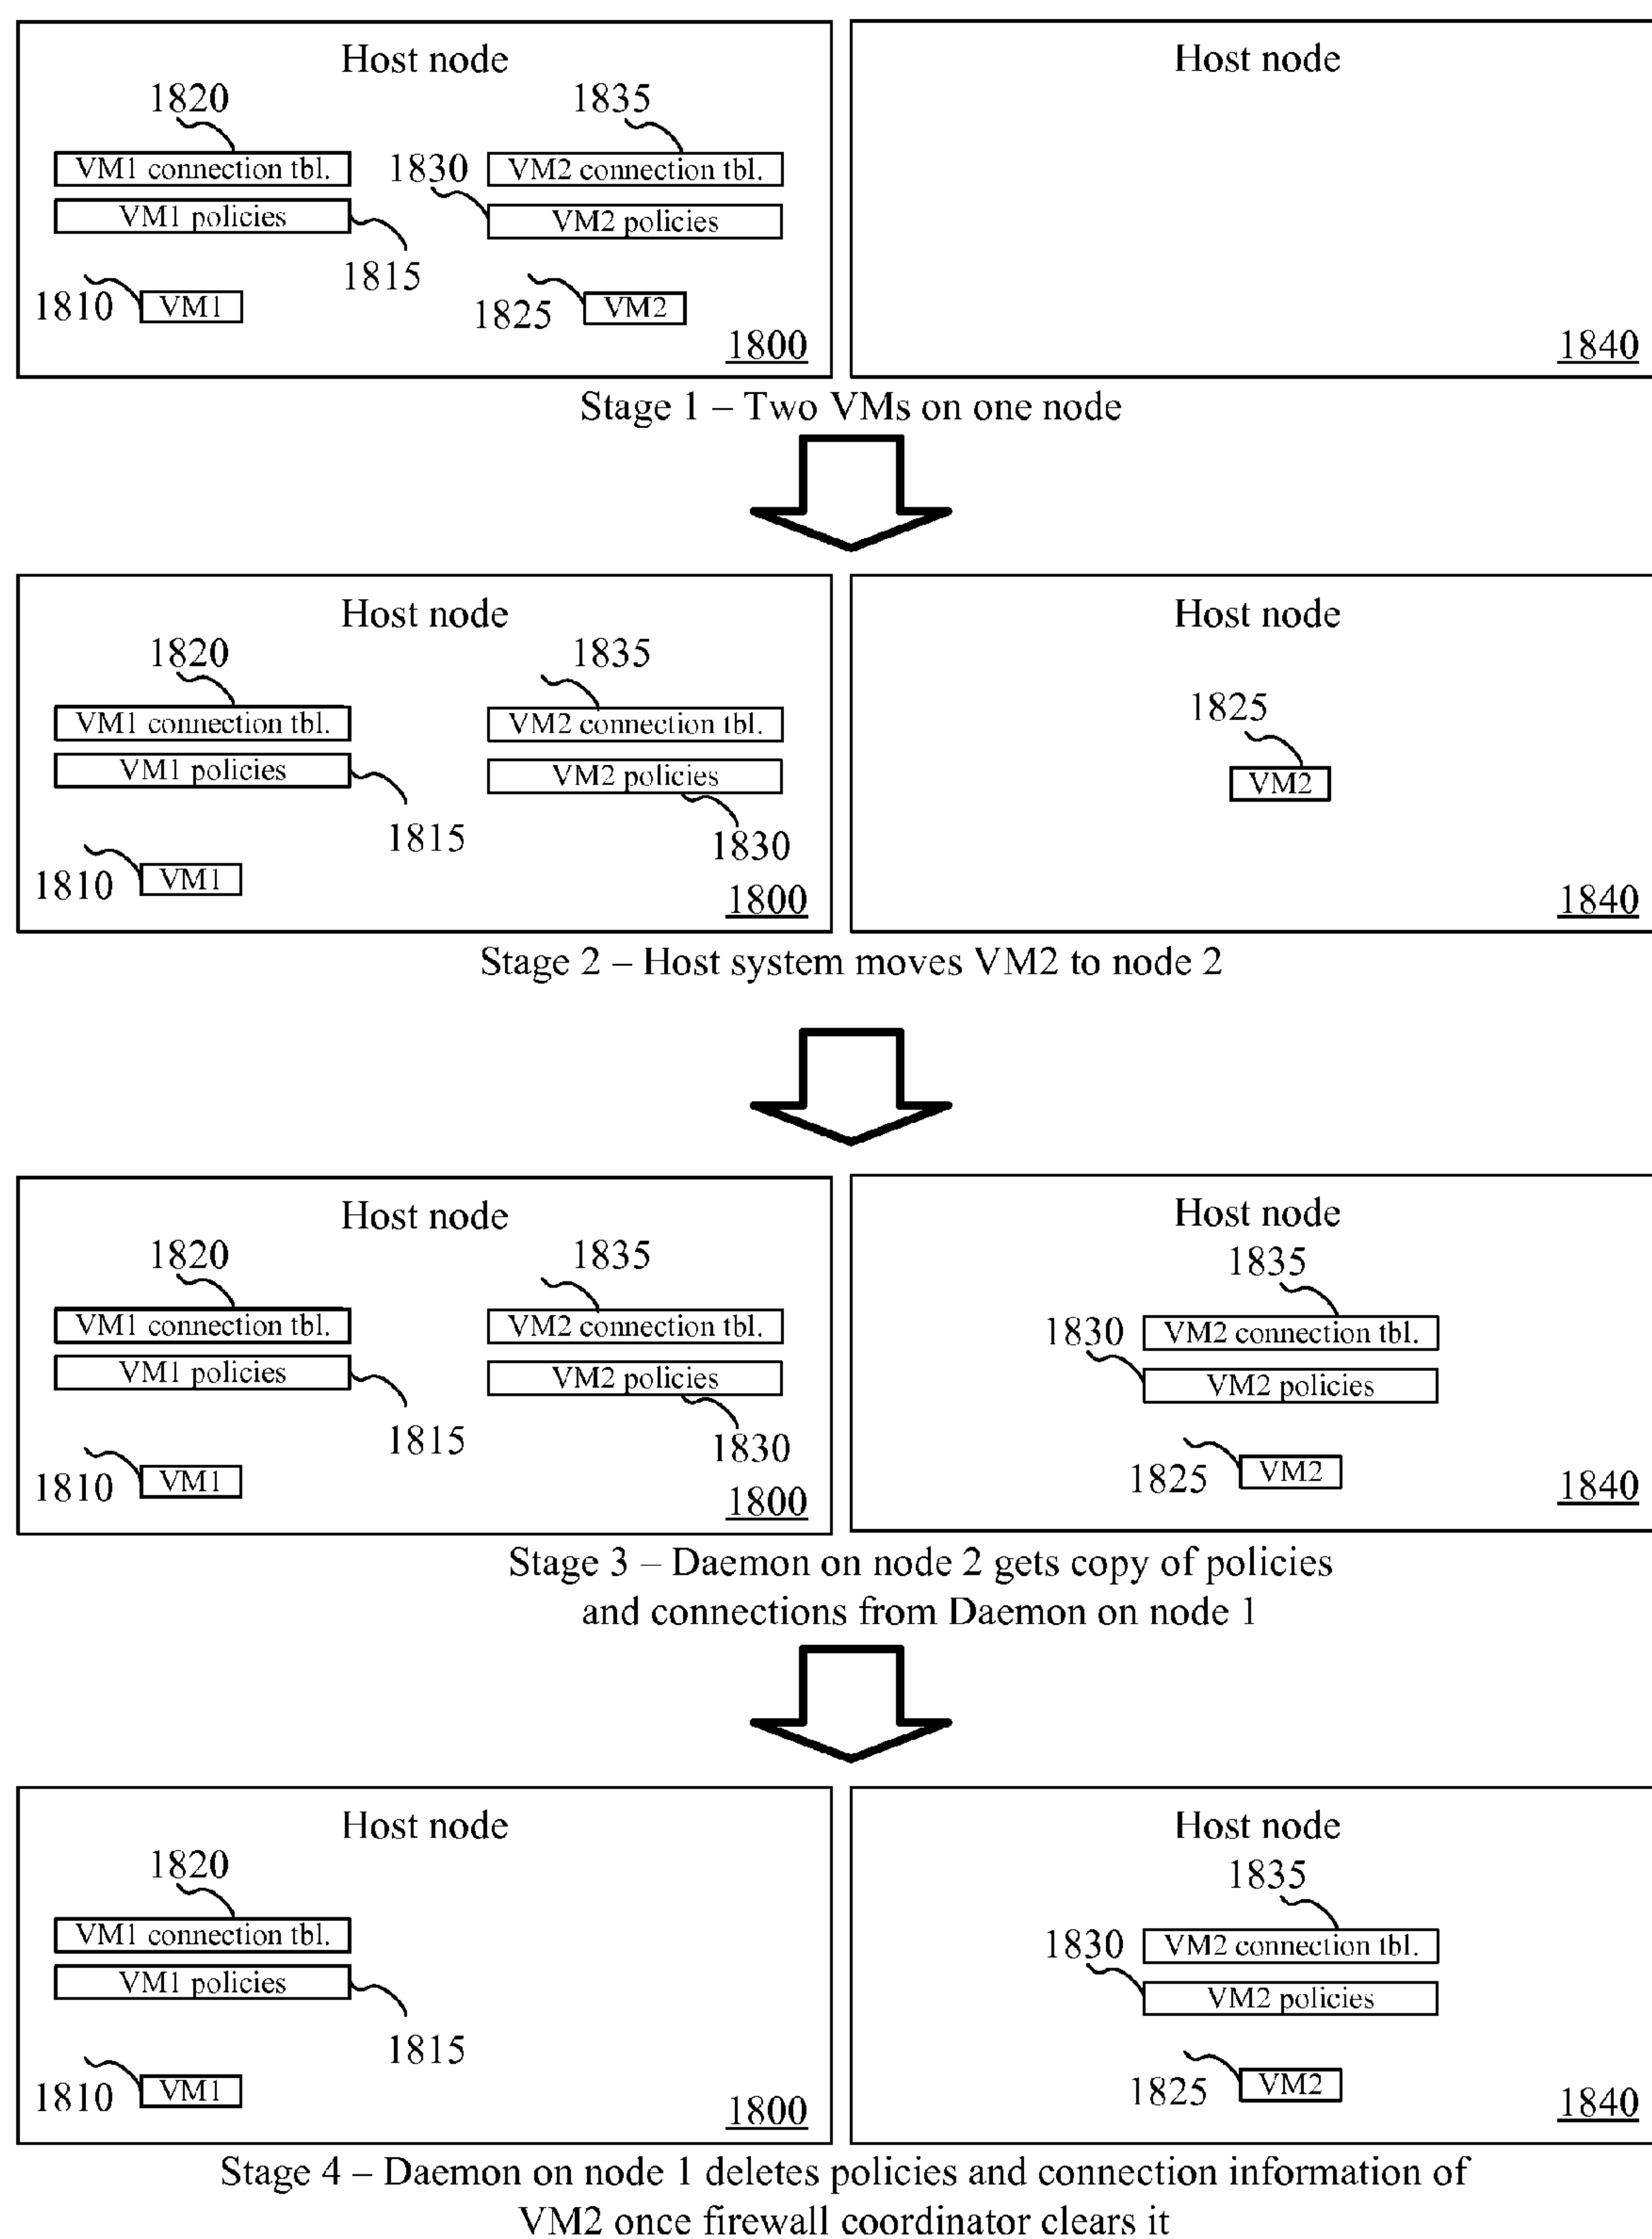 Host node
1820
1835
VM1 connection tbl.
1830
VM2 connection tbl.
VM1 policies
VM2 policies
1815
1810
VM1
1825
VM2
1800
Host node
1840
Stage 1 – Two VMs on one node
Host node
1820
1835
VM1 connection tbl.
VM2 connection tbl.
VM1 policies
VM2 policies
1815
1830
1810
VM1
1800
Host node
1825
VM2
1840
Stage 2 – Host system moves VM2 to node 2
Host node
1820
1835
VM1 connection tbl.
VM2 connection tbl.
VM1 policies
VM2 policies
1815
1830
1810
VM1
1800
Host node
1835
1830
VM2 connection tbl.
VM2 policies
1825
VM2
1840
Stage 3 – Daemon on node 2 gets copy of policies
and connections from Daemon on node 1
Host node
1820
VM1 connection tbl.
VM1 policies
1815
1810
VM1
1800
Host node
1835
1830
VM2 connection tbl.
VM2 policies
1825
VM2
1840
Stage 4 – Daemon on node 1 deletes policies and connection information of
VM2 once firewall coordinator clears it